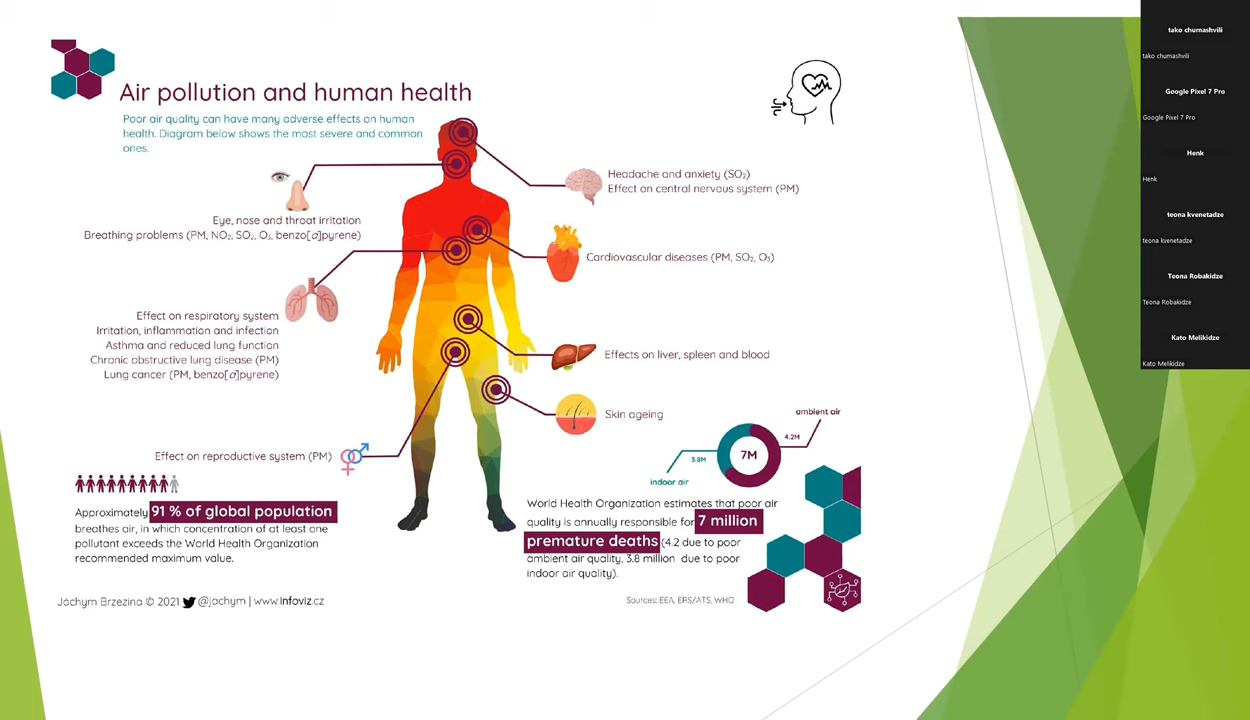 Air pollution and human health
Poor air quality can have many adverse effects on human
health. Diagram below shows the most severe and common
ones.
Headache and anxiety (SO₂)
Effect on central nervous system (PM)
Eye, nose and throat irritation
Breathing problems (PM, NO₂, SO₂, O₃, benzo[a]pyrene)
Cardiovascular diseases (PM, SO₂, O₃)
Effect on respiratory system
Irritation, inflammation and infection
Asthma and reduced lung function
Chronic obstructive lung disease (PM)
Lung cancer (PM, benzo[a]pyrene)
Effects on liver, spleen and blood
Skin ageing
Effect on reproductive system (PM)
ambient air
4.2M
7M
3.8M
indoor air
Approximately 91 % of global population
breathes air, in which concentration of at least one
pollutant exceeds the World Health Organization
recommended maximum value.
World Health Organization estimates that poor air
quality is annually responsible for 7 million
premature deaths (4.2 due to poor
ambient air quality, 3.8 million due to poor
indoor air quality).
Jáchym Brzezina © 2021 @jachym | www.infoviz.cz
Sources: EEA, ERS/ATS, WHO
tako chumashvili
tako chumashvili
Google Pixel 7 Pro
Google Pixel 7 Pro
Henk
Henk
teona kvenetadze
teona kvenetadze
Teona Robakidze
Teona Robakidze
Kato Melikidze
Kato Melikidze